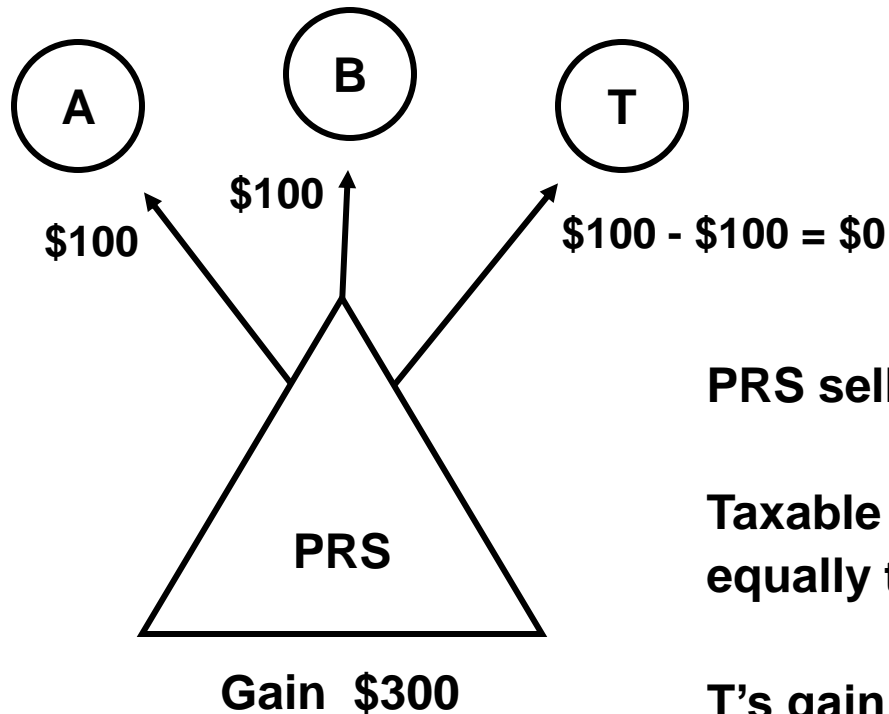 A
B
T
$100
$100
$100 - $100 = $0
PRS
Gain $300
PRS
Taxable
equally
T's gain